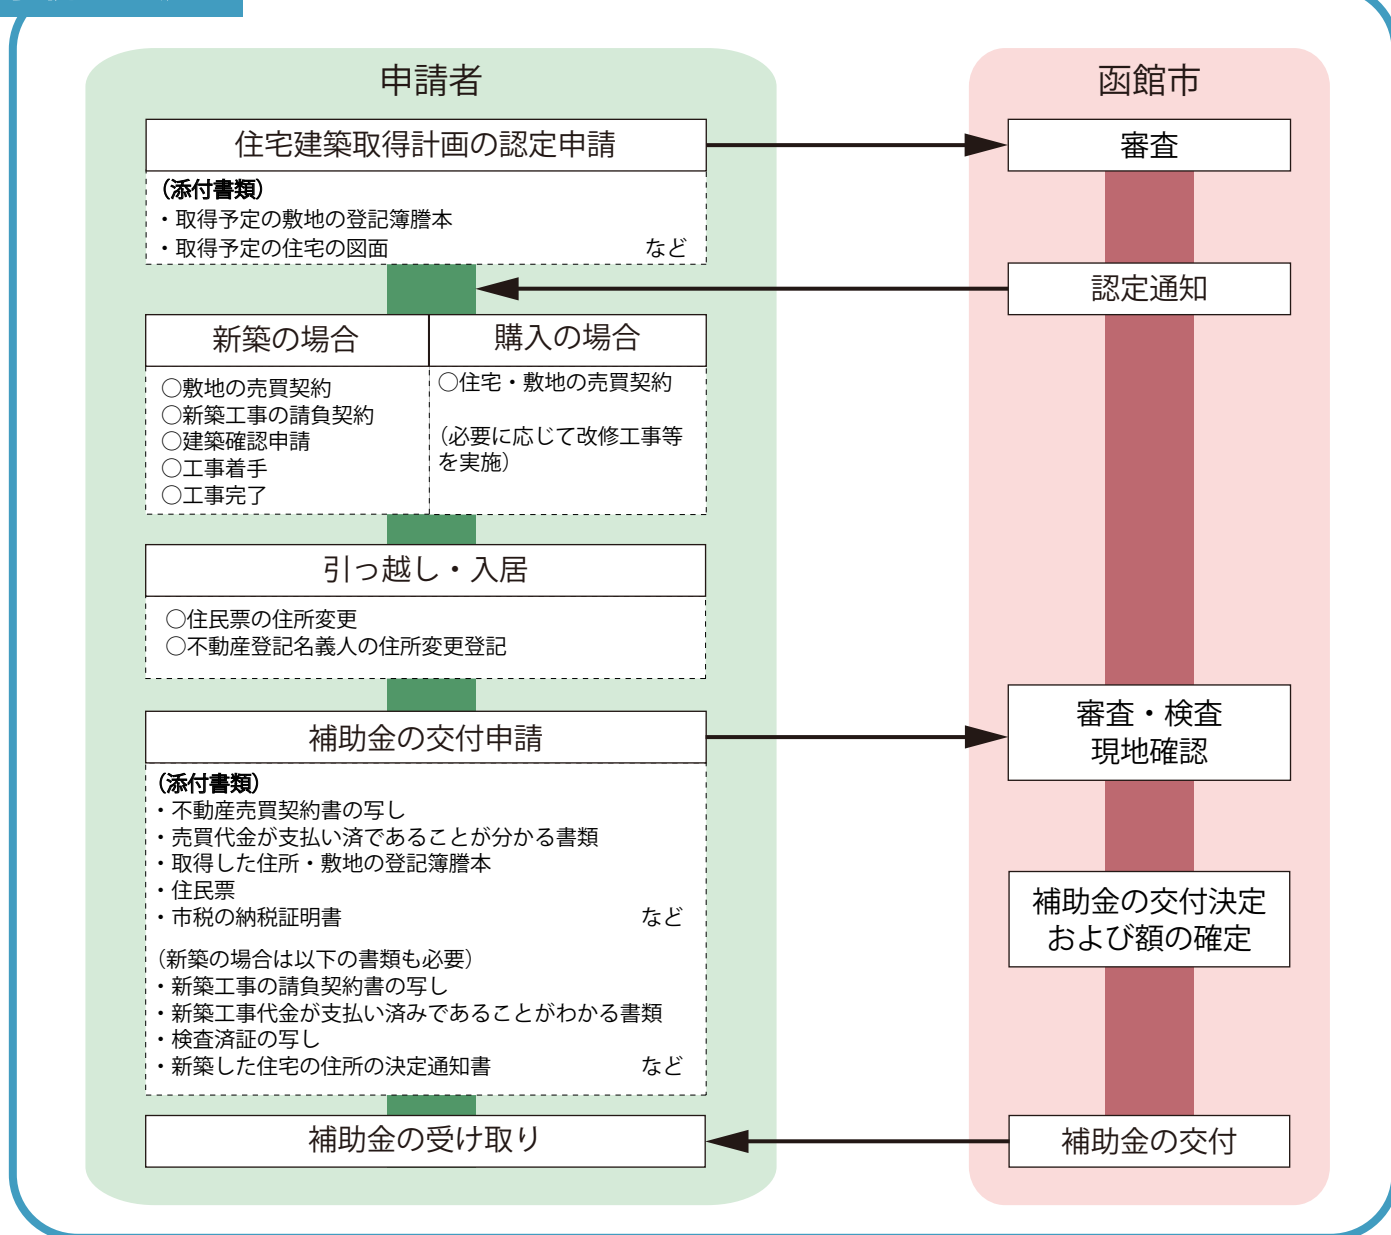 申請者
函館市
住宅建築取得計画の認定申請
審査
(添付書類)
・取得予定の敷地の登記簿謄本
・取得予定の住宅の図面 など
認定通知
新築の場合
購入の場合
○敷地の売買契約
○新築工事の請負契約
○建築確認申請
○工事着手
○工事完了
○住宅・敷地の売買契約
(必要に応じて改修工事等
を実施)
引っ越し・入居
○住民票の住所変更
○不動産登記名義人の住所変更登記
補助金の交付申請
審査・検査
現地確認
(添付書類)
・不動産売買契約書の写し
・売買代金が支払い済であることが分かる書類
・取得した住所・敷地の登記簿謄本
・住民票
・市税の納税証明書 など
(新築の場合は以下の書類も必要)
・新築工事の請負契約書の写し
・新築工事代金が支払い済みであることがわかる書類
・検査済証の写し
・新築した住宅の住所の決定通知書 など
補助金の交付決定
および額の確定
補助金の受け取り
補助金の交付